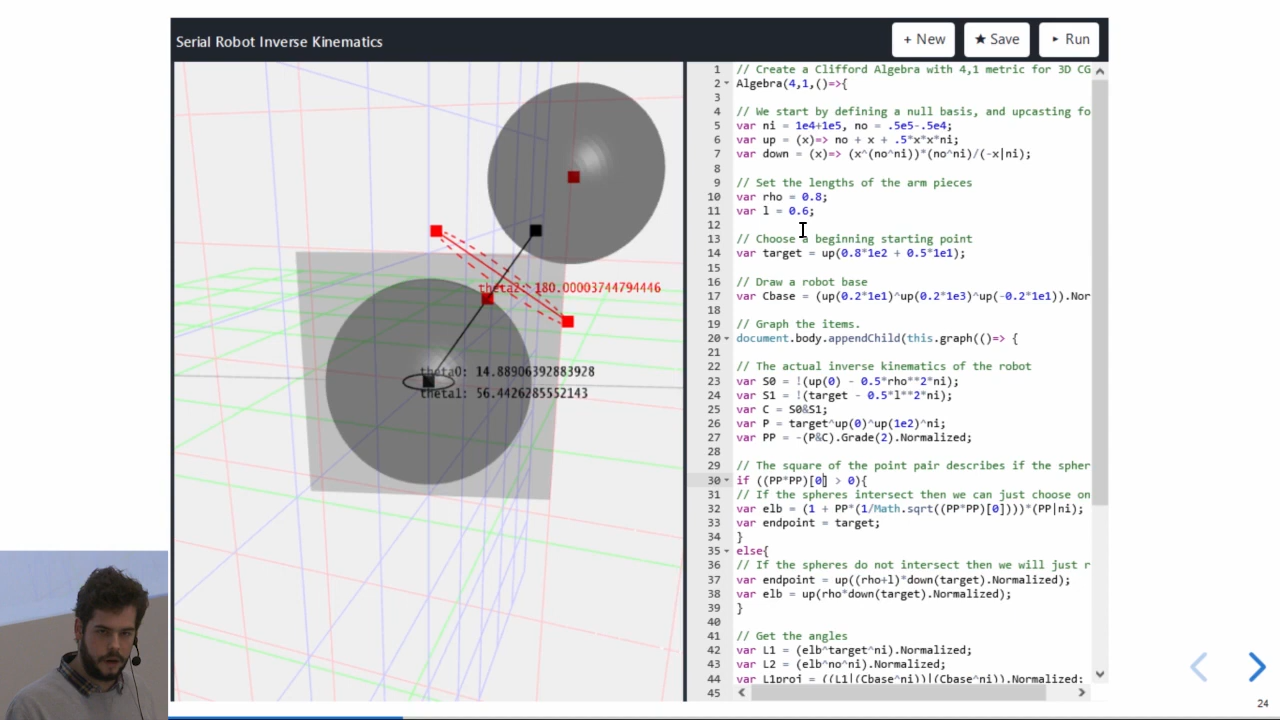 Serial Robot Inverse Kinematics
+ New
★ Save
▸ Run
theta2: 180.00003744794446
theta0: 14.88906392883928
theta1: 56.4426285552143
1 // Create a Clifford Algebra with 4,1 metric for 3D CG
2 Algebra(4,1,()=>{
3
4 // We start by defining a null basis, and upcasting fo
5 var ni = 1e4+1e5, no = .5e5-.5e4;
6 var up = (x)=> no + x + .5*x*x*ni;
7 var down = (x)=> (x^(no^ni))*(no^ni)/(-x|ni);
8
9 // Set the lengths of the arm pieces
10 var rho = 0.8;
11 var l = 0.6;
12
13 // Choose a beginning starting point
14 var target = up(0.8*1e2 + 0.5*1e1);
15
16 // Draw a robot base
17 var Cbase = (up(0.2*1e1)^up(0.2*1e3)^up(-0.2*1e1)).Nor
18
19 // Graph the items.
20 document.body.appendChild(this.graph(()=> {
21
22 // The actual inverse kinematics of the robot
23 var S0 = !(up(0) - 0.5*rho**2*ni);
24 var S1 = !(target - 0.5*l**2*ni);
25 var C = S0&S1;
26 var P = target^up(0)^up(1e2)^ni;
27 var PP = -(P&C).Grade(2).Normalized;
28
29 // The square of the point pair describes if the spher
30 if ((PP*PP)[0] > 0){
31 // If the spheres intersect then we can just choose on
32 var elb = (1 + PP*(1/Math.sqrt((PP*PP)[0])))*(PP|ni);
33 var endpoint = target;
34 }
35 else{
36 // If the spheres do not intersect then we will just r
37 var endpoint = up((rho+l)*down(target).Normalized);
38 var elb = up(rho*down(target).Normalized);
39 }
40
41 // Get the angles
42 var L1 = (elb^target^ni).Normalized;
43 var L2 = (elb^no^ni).Normalized;
44 var L1proj = ((L1|(Cbase^ni))|(Cbase^ni)).Normalized;
45
24